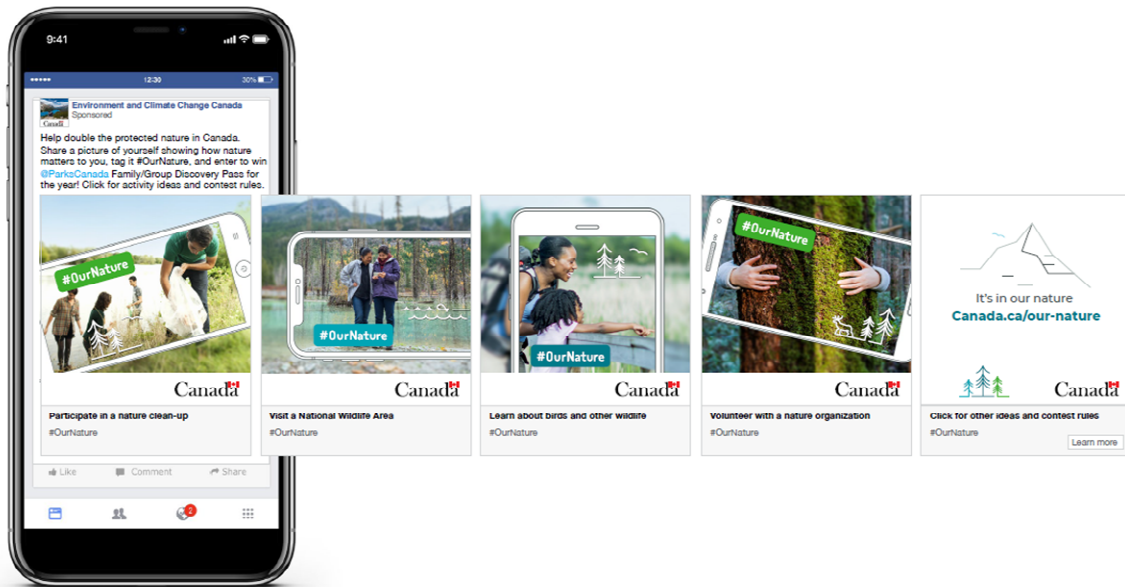 9:41
12:30
30%
Environment and Climate Change Canada
Sponsored
Canada
Help double the protected nature in Canada.
Share a picture of yourself showing how nature
matters to you, tag it #OurNature, and enter to win
@ParksCanada Family/Group Discovery Pass for
the year! Click for activity ideas and contest rules.
#OurNature
Canada
Participate in a nature clean-up
#OurNature
#OurNature
Canada
Visit a National Wildlife Area
#OurNature
#OurNature
Canada
Learn about birds and other wildlife
#OurNature
#OurNature
Canada
Volunteer with a nature organization
#OurNature
It's in our nature
Canada.ca/our-nature
Canada
Click for other ideas and contest rules
#OurNature
Learn more
Like
Comment
Share
2